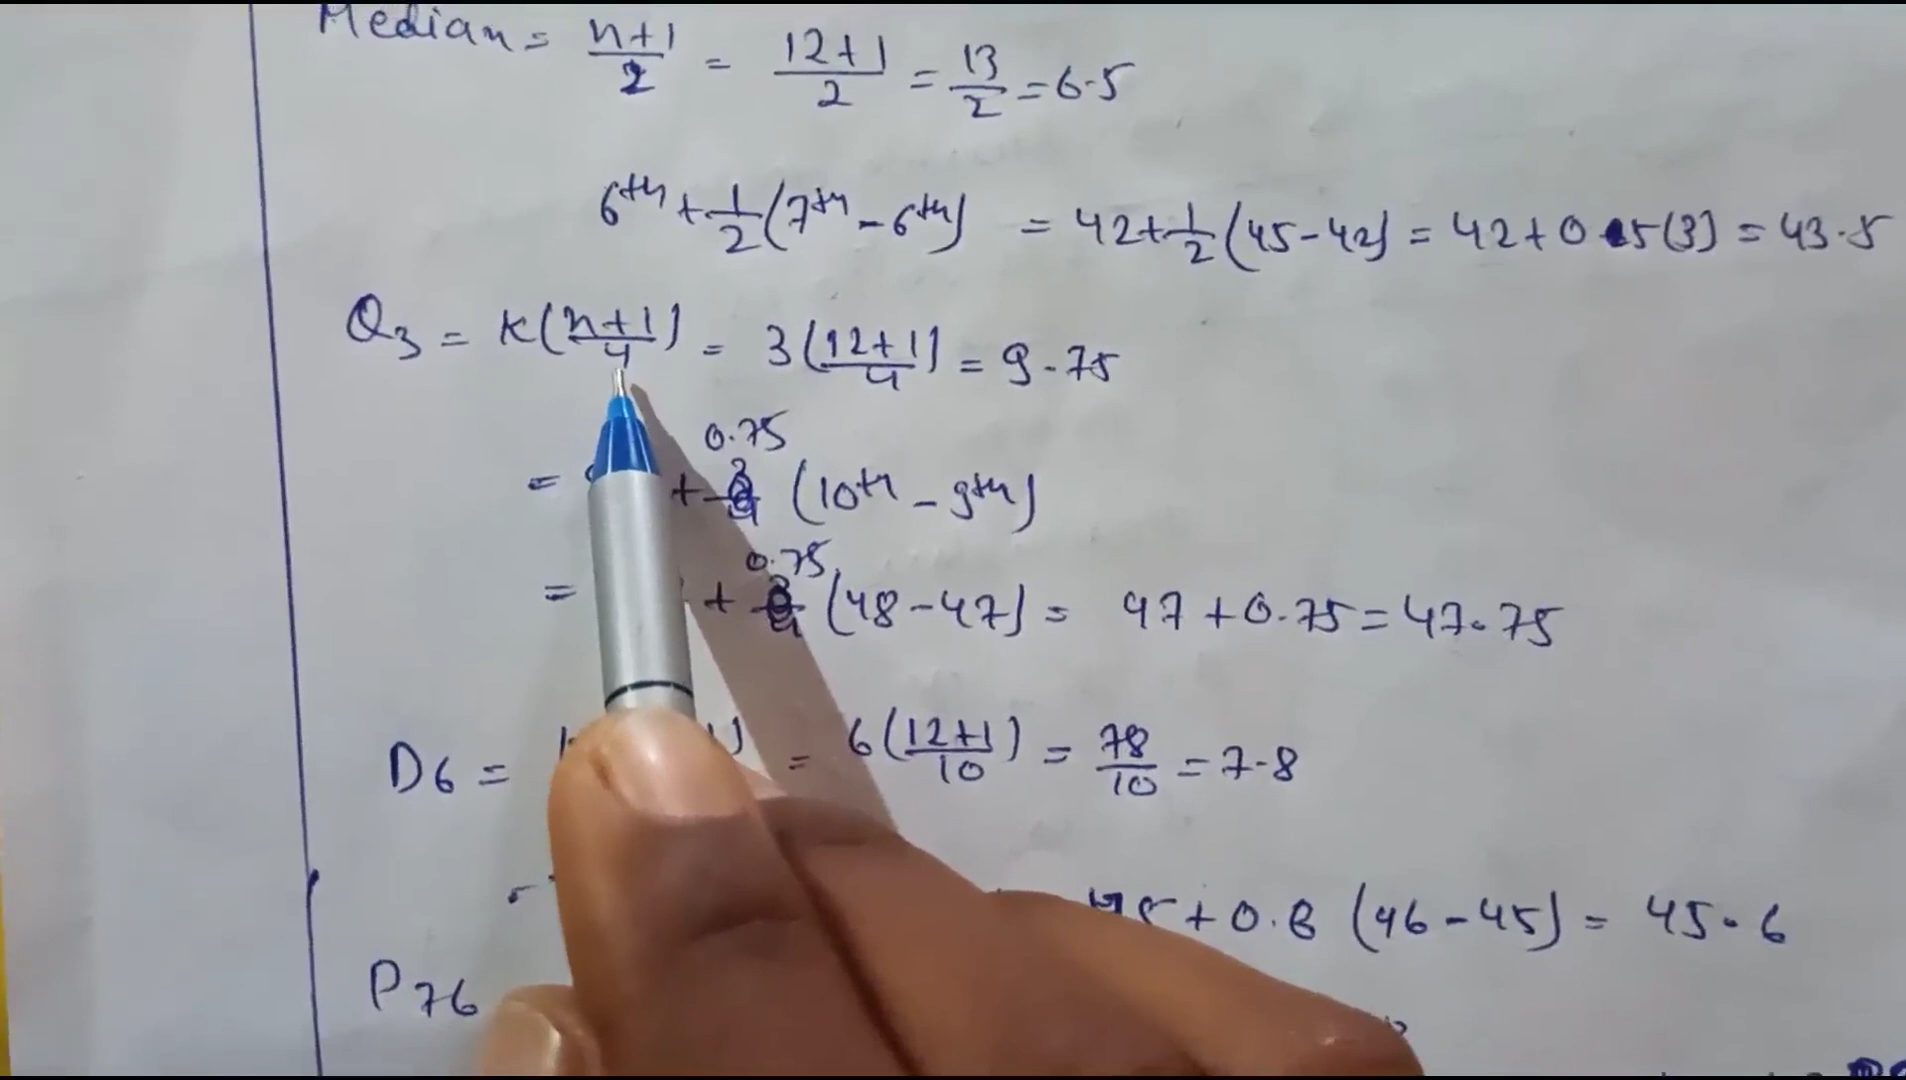 Median = n+1/2 = 12+1/2 = 13/2 = 6.5
6th + 1/2 (7th - 6th) = 42 + 1/2 (45-42) = 42+0.5(3) = 43.5
Q3 = K(n+1/4) = 3(12+1/4) = 9.75
= + 0.75 (10th - 9th)
= + 0.75 (48-47) = 47+0.75 = 47.75
D6 = = 6(12+1/10) = 78/10 = 7.8
+0.6 (46-45) = 45.6
P76